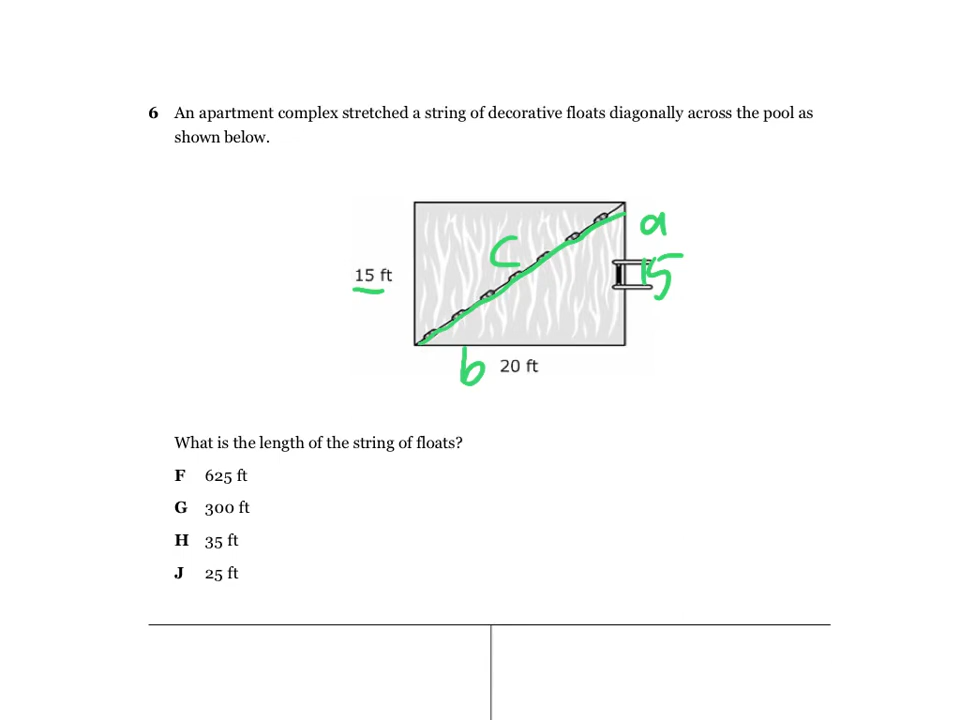 6 An apartment complex stretched a string of decorative floats diagonally across the pool as
shown below.
a
c
15 ft
15
b
20 ft
What is the length of the string of floats?
F 625 ft
G 300 ft
H 35 ft
J 25 ft